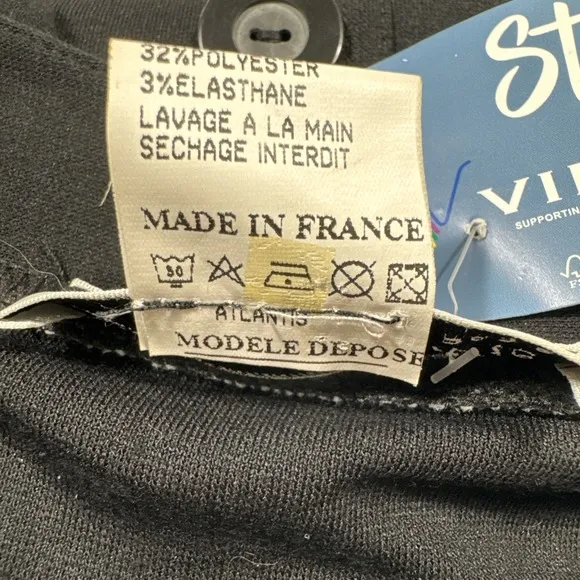 32%POLYESTER
3%ELASTHANE
LAVAGE A LA MAIN
SECHAGE INTERDIT
MADE IN FRANCE
30
ATLANTIS
MODELE DEPOSE
St
VI
SUPPORTIN